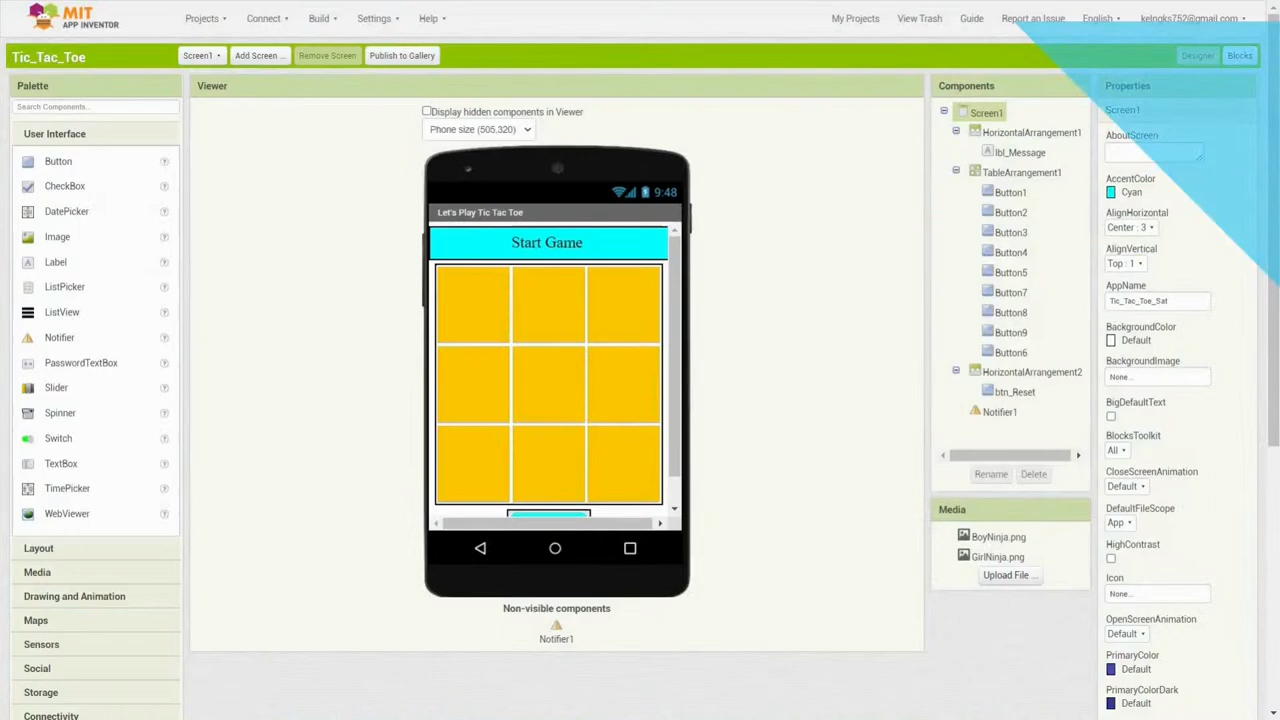 MIT
APP INVENTOR
Projects
Connect
Build
Settings
Help
My Projects
View Trash
Guide
Report an Issue
English
kelngks752@gmail.com
Tic_Tac_Toe
Screen1
Add Screen ...
Remove Screen
Publish to Gallery
Designer
Blocks
Palette
Search Components...
User Interface
Button
CheckBox
DatePicker
Image
Label
ListPicker
ListView
Notifier
PasswordTextBox
Slider
Spinner
Switch
TextBox
TimePicker
WebViewer
Layout
Media
Drawing and Animation
Maps
Sensors
Social
Storage
Connectivity
Viewer
Display hidden components in Viewer
Phone size (505,320)
9:48
Let's Play Tic Tac Toe
Start Game
Non-visible components
Notifier1
Components
Screen1
HorizontalArrangement1
lbl_Message
TableArrangement1
Button1
Button2
Button3
Button4
Button5
Button7
Button8
Button9
Button6
HorizontalArrangement2
btn_Reset
Notifier1
Rename
Delete
Media
BoyNinja.png
GirlNinja.png
Upload File ...
Properties
Screen1
AboutScreen
AccentColor
Cyan
AlignHorizontal
Center : 3
AlignVertical
Top : 1
AppName
Tic_Tac_Toe_Sat
BackgroundColor
Default
BackgroundImage
None...
BigDefaultText
BlocksToolkit
All
CloseScreenAnimation
Default
DefaultFileScope
App
HighContrast
Icon
None...
OpenScreenAnimation
Default
PrimaryColor
Default
PrimaryColorDark
Default